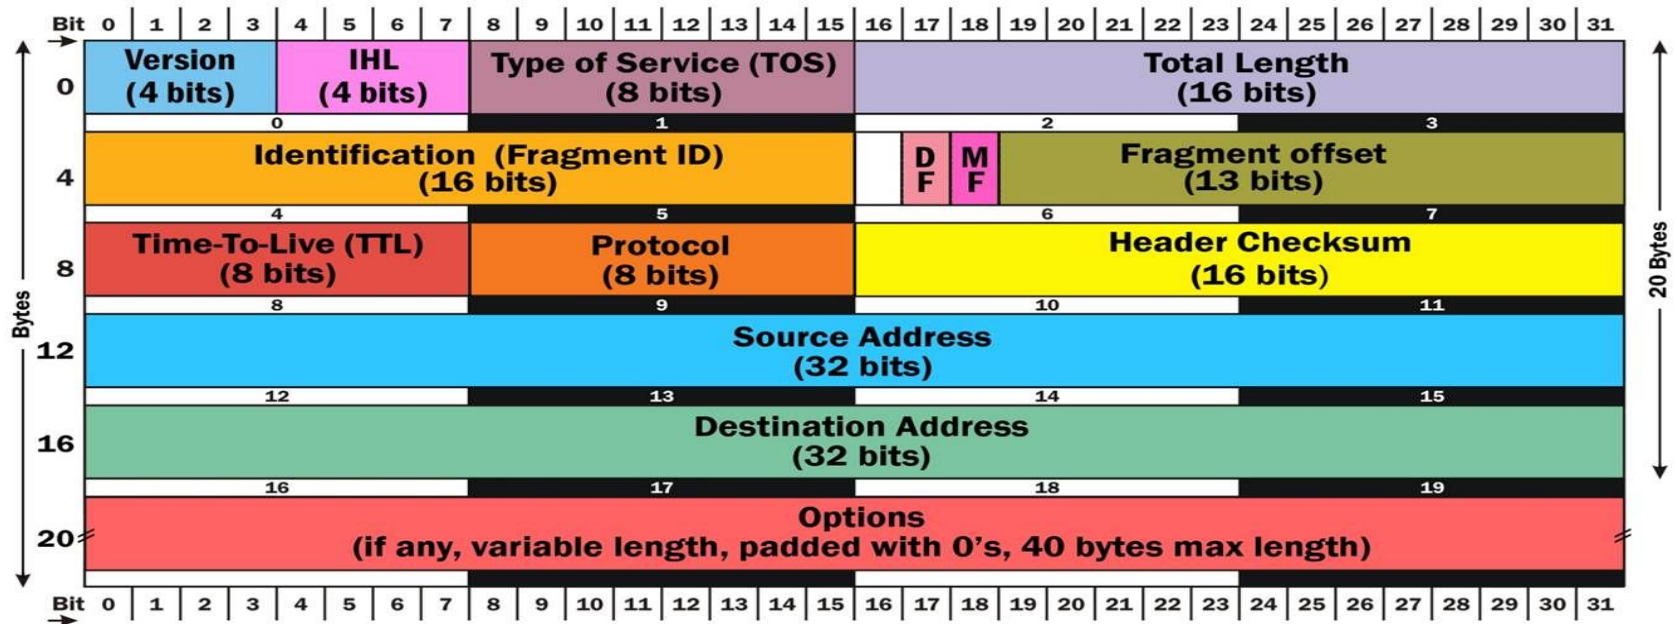 Bit 0 1 2 3 4 5 6 7 8 9 10 11 12 13 14 15 16 17 18 19 20 21 22 23 24 25 26 27 28 29 30 31
Version IHL Type of Service (TOS) Total Length
0 (4 bits) (4 bits) (8 bits) (16 bits)
0 1 2 3
Identification (Fragment ID) D M Fragment offset
4 (16 bits) F F (13 bits)
4 5 6 7
Time-To-Live (TTL) Protocol Header Checksum
8 (8 bits) (8 bits) (16 bits)
8 9 10 11
Bytes
20 Bytes
Source Address
12 (32 bits)
12 13 14 15
Destination Address
16 (32 bits)
16 17 18 19
Options
20 (if any, variable length, padded with 0's, 40 bytes max length)
Bit 0 1 2 3 4 5 6 7 8 9 10 11 12 13 14 15 16 17 18 19 20 21 22 23 24 25 26 27 28 29 30 31